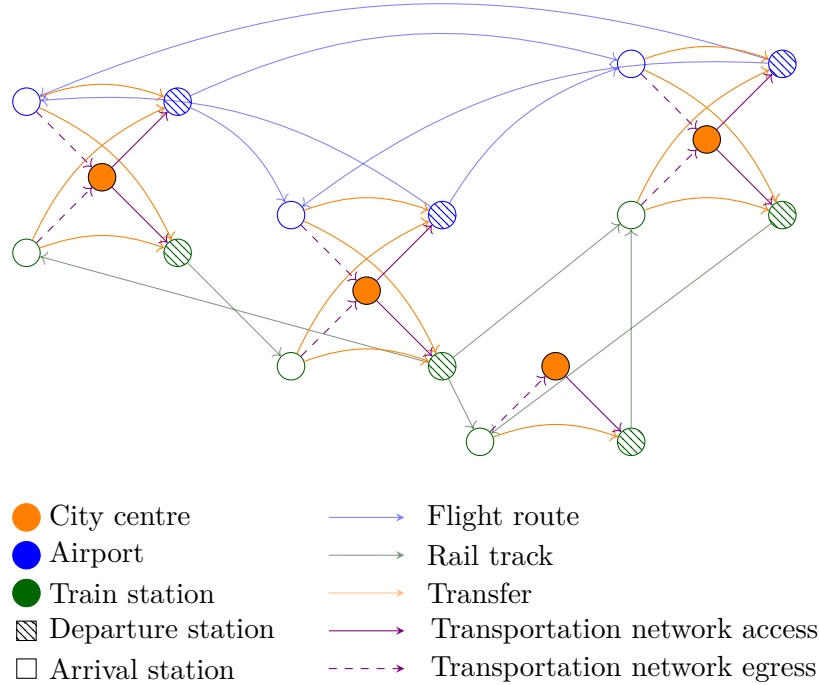 City centre
Flight route
Airport
Rail track
Train station
Transfer
Departure station
Transportation network access
Arrival station
Transportation network egress